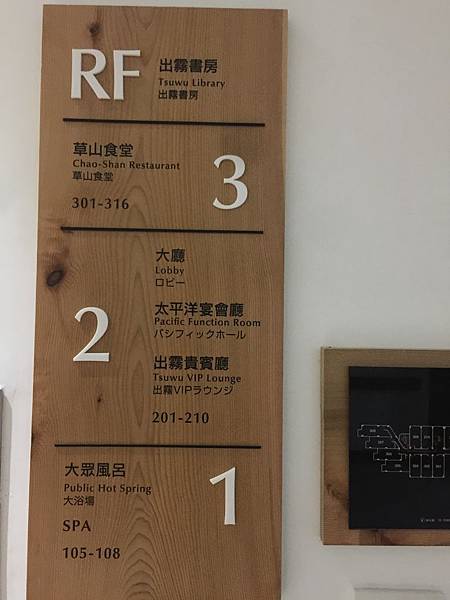 RF
出霧書房
Tsuwu Library
出霧書房
草山食堂
Chao-Shan Restaurant
草山食堂
301-316
3
2
大廳
Lobby
ロビー
太平洋宴會廳
Pacific Function Room
パシフィックホール
出霧貴賓廳
Tsuwu VIP Lounge
出霧VIPラウンジ
201-210
大眾風呂
Public Hot Spring
大浴場
SPA
105-108
1